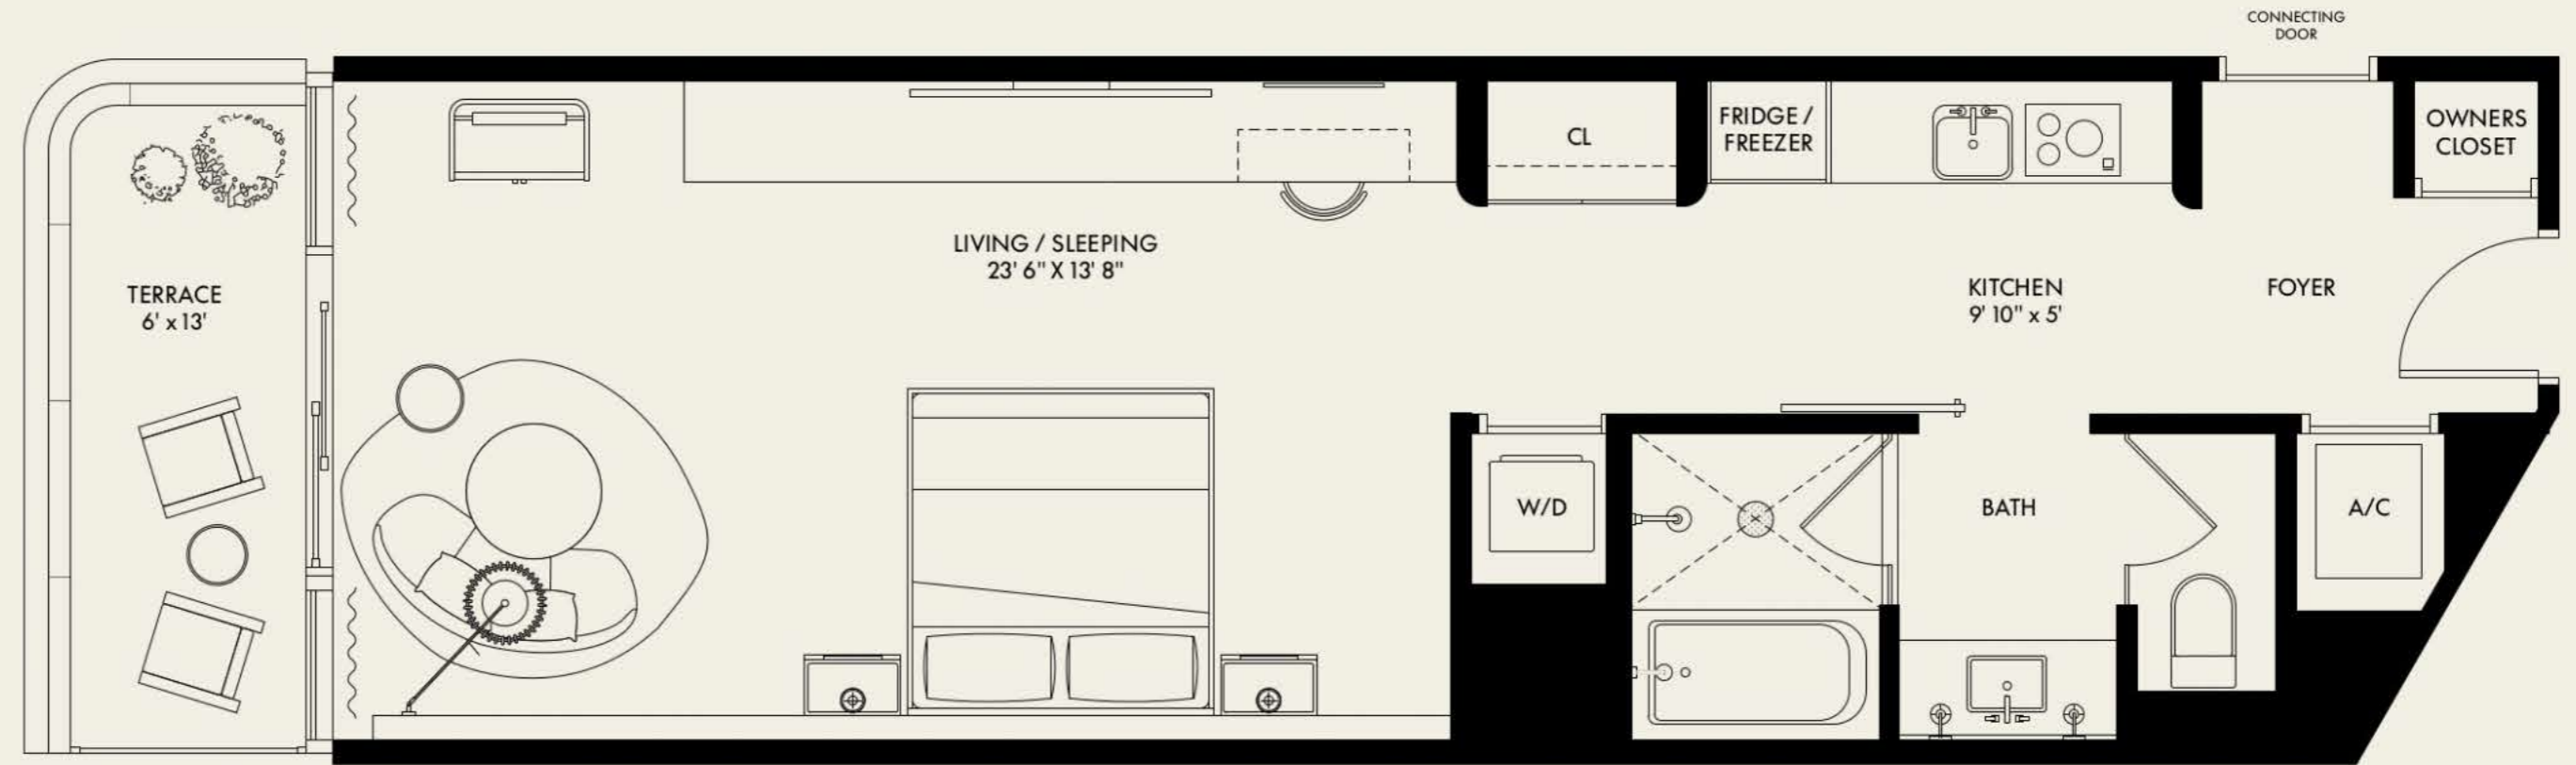 CONNECTING
DOOR
CL
FRIDGE /
FREEZER
OWNERS
CLOSET
LIVING / SLEEPING
23' 6" X 13' 8"
TERRACE
6' x 13'
KITCHEN
9' 10" x 5'
FOYER
W/D
BATH
A/C